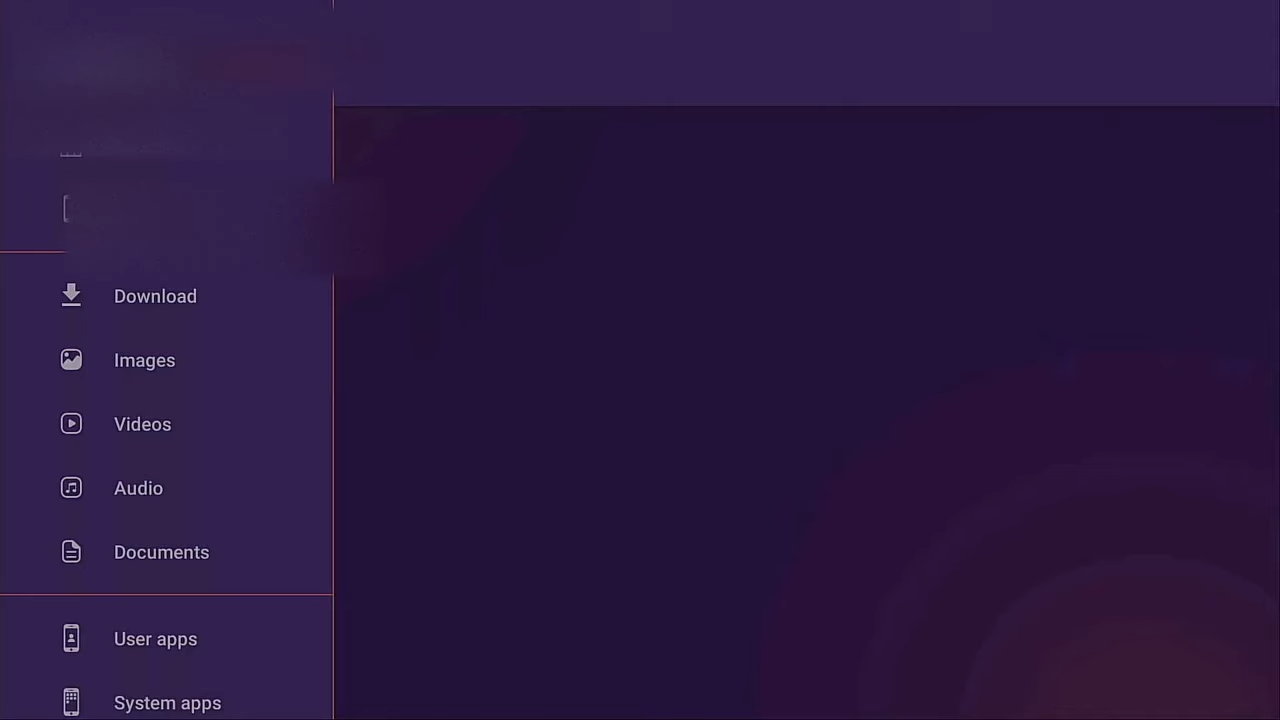 Download
Images
Videos
Audio
Documents
User apps
System apps